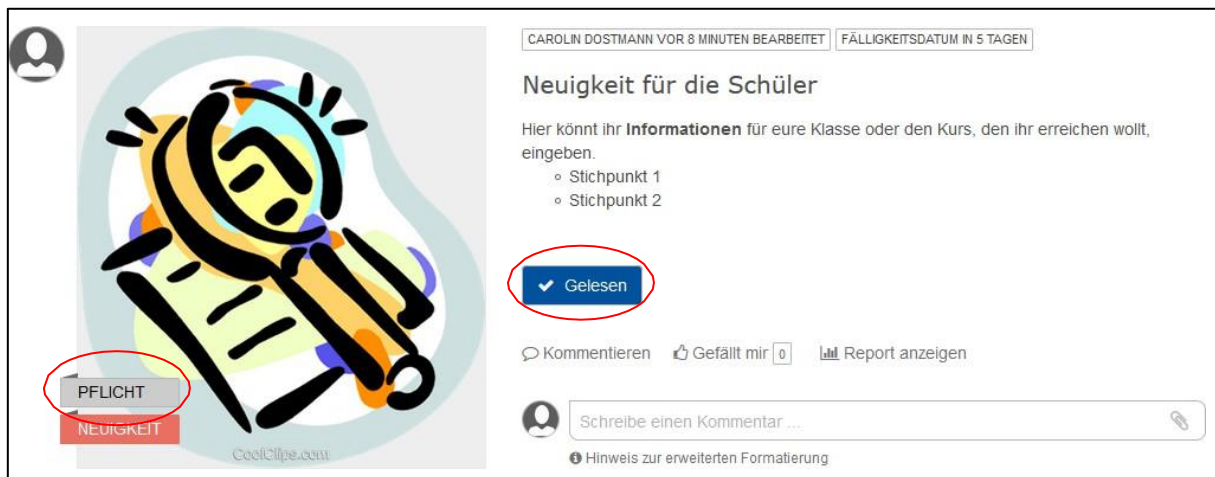 CAROLIN DOSTMANN VOR 8 MINUTEN BEARBEITET FÄLLIGKEITSDATUM IN 5 TAGEN
Neuigkeit für die Schüler
Hier könnt ihr Informationen für eure Klasse oder den Kurs, den ihr erreichen wollt,
eingeben.
Stichpunkt 1
Stichpunkt 2
Gelesen
Kommentieren Gefällt mir 0 Report anzeigen
PFLICHT
NEUIGKEIT
CoolClips.com
Schreibe einen Kommentar ...
Hinweis zur erweiterten Formatierung